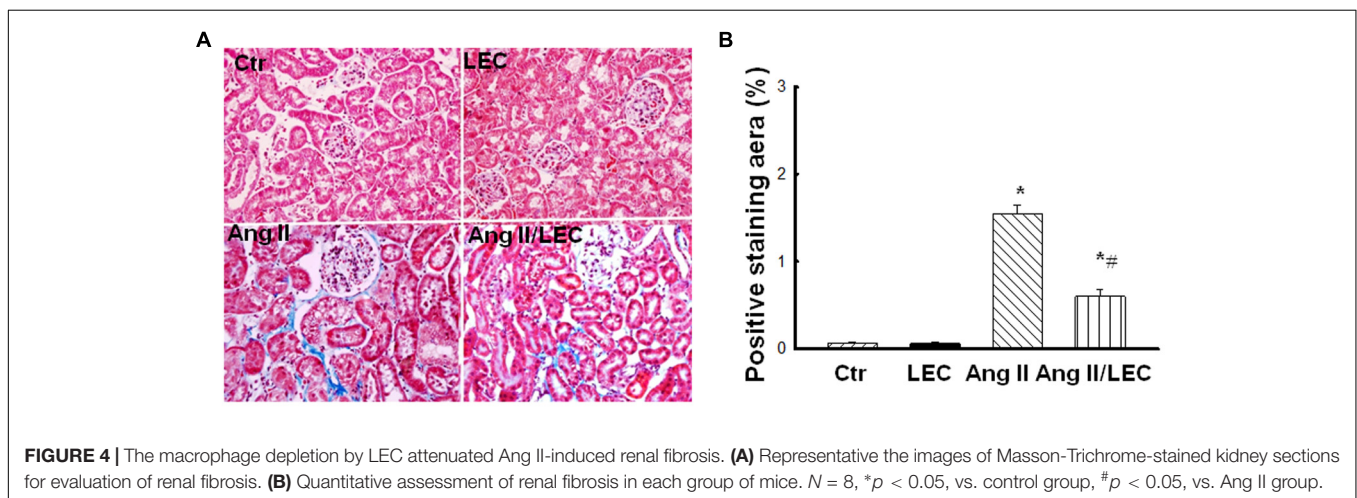 A
B
Ctr
LEC
Ang II
Ang II/LEC
Positive staining aera (%)
3
2
1
0
*
*#
Ctr LEC Ang II Ang II/LEC
FIGURE 4 | The macrophage depletion by LEC attenuated Ang II-induced renal fibrosis. (A) Representative the images of Masson-Trichrome-stained kidney sections
for evaluation of renal fibrosis. (B) Quantitative assessment of renal fibrosis in each group of mice. N = 8, *p < 0.05, vs. control group, #p < 0.05, vs. Ang II group.